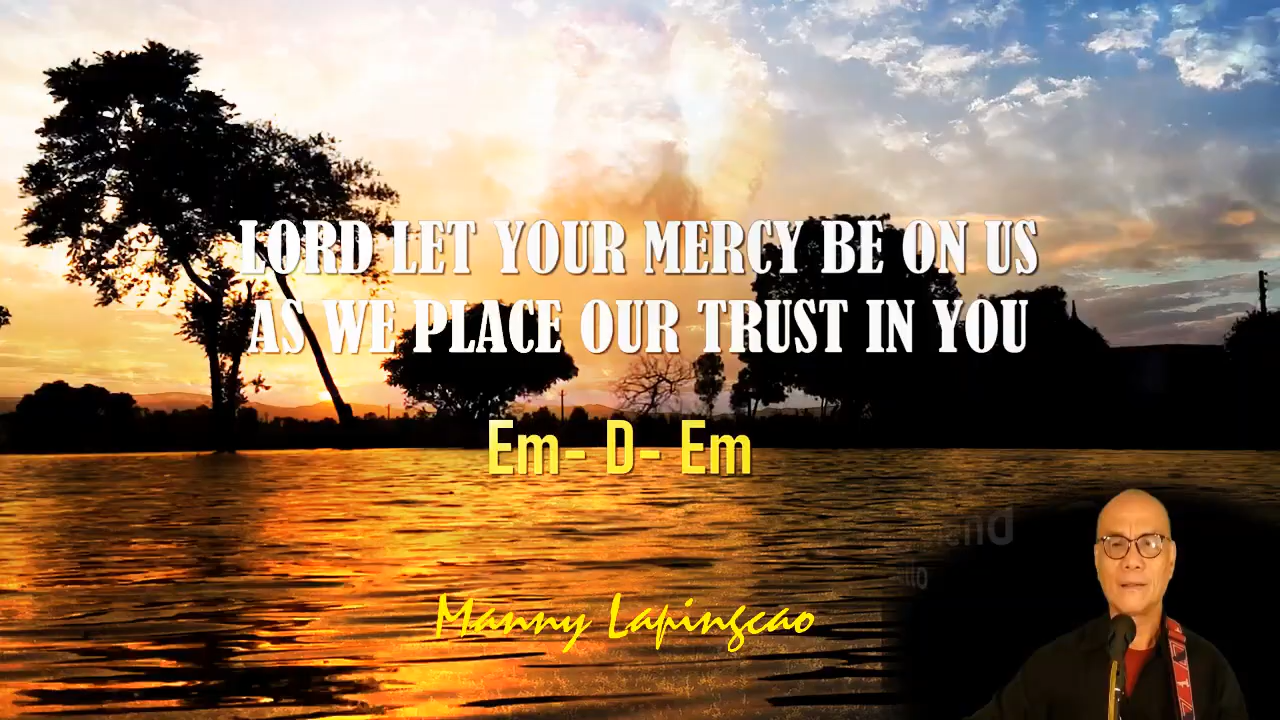 LORD LET YOUR MERCY BE ON US
AS WE PLACE OUR TRUST IN YOU
Em- D- Em
Manny Lapingcao